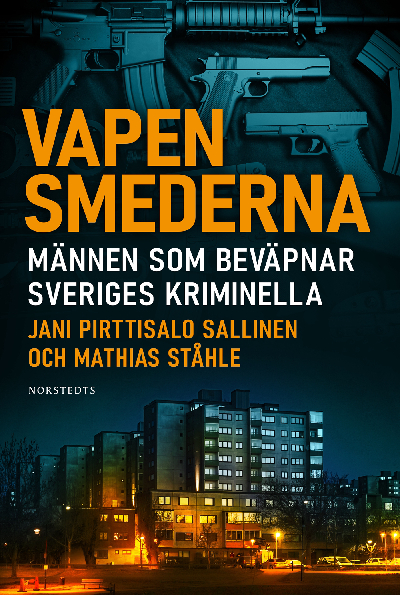 VAPEN
SMEDERNA
MÄNNEN SOM BEVÄPNAR
SVERIGES KRIMINELLA
JANI PIRTTISALO SALLINEN
OCH MATHIAS STÅHLE
NORSTEDTS